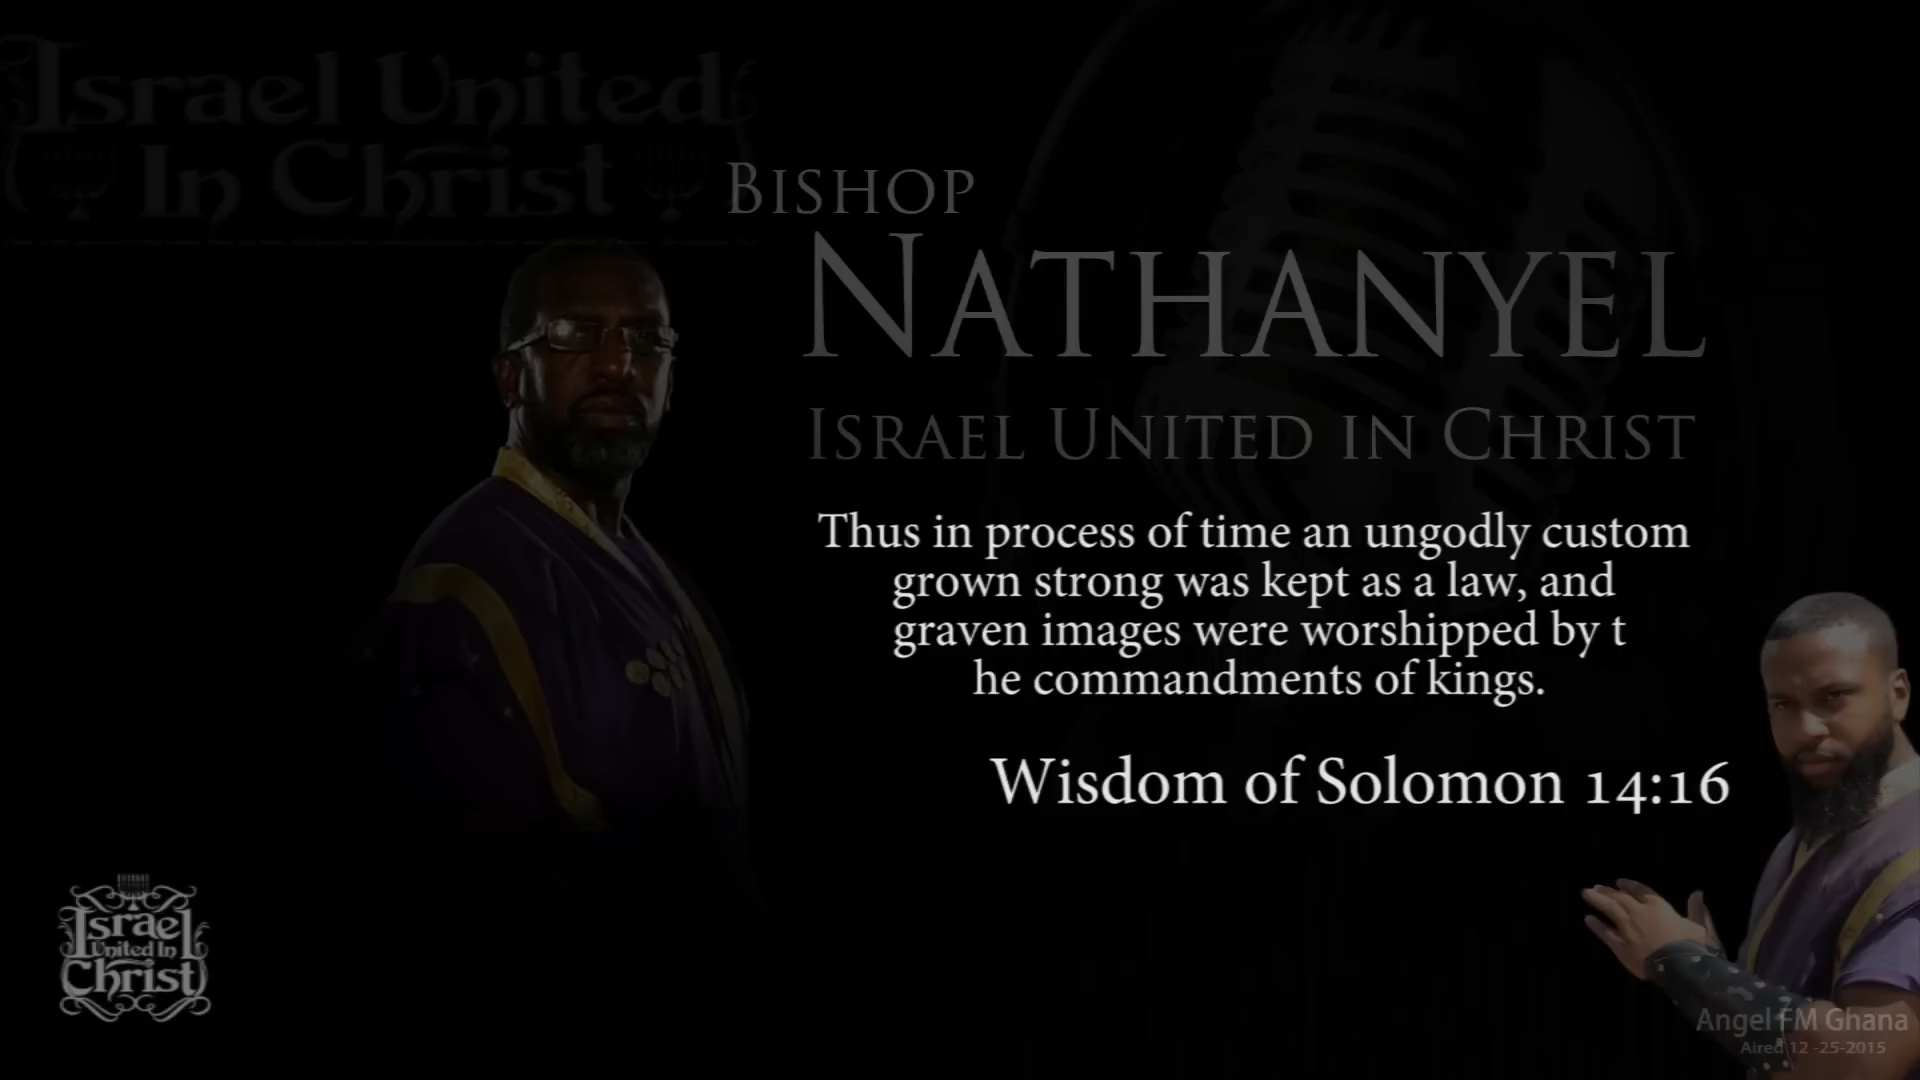 Israel United
In Christ
BISHOP
NATHANYEL
ISRAEL UNITED IN CHRIST
Thus in process of time an ungodly custom
grown strong was kept as a law, and
graven images were worshipped by t
he commandments of kings.
Wisdom of Solomon 14:16
Israel
United In
Christ
Angel FM Ghana
Aired 12 -25-2015